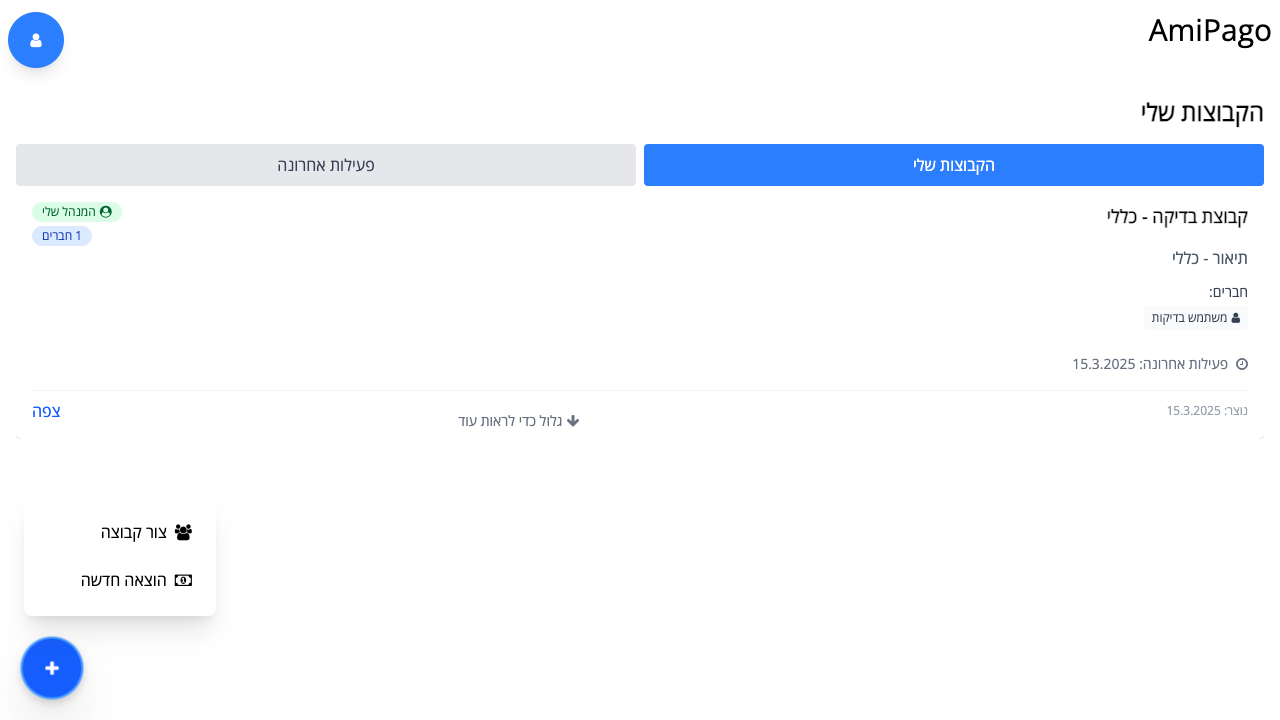 AmiPago
הקבוצות שלי
הקבוצות שלי
פעילות אחרונה
קבוצת בדיקה - כללי
המנהל שלי
1 חברים
תיאור - כללי
חברים:
משתמש בדיקות
פעילות אחרונה: 15.3.2025
נוצר: 15.3.2025
גלול כדי לראות עוד
צפה
צור קבוצה
הוצאה חדשה